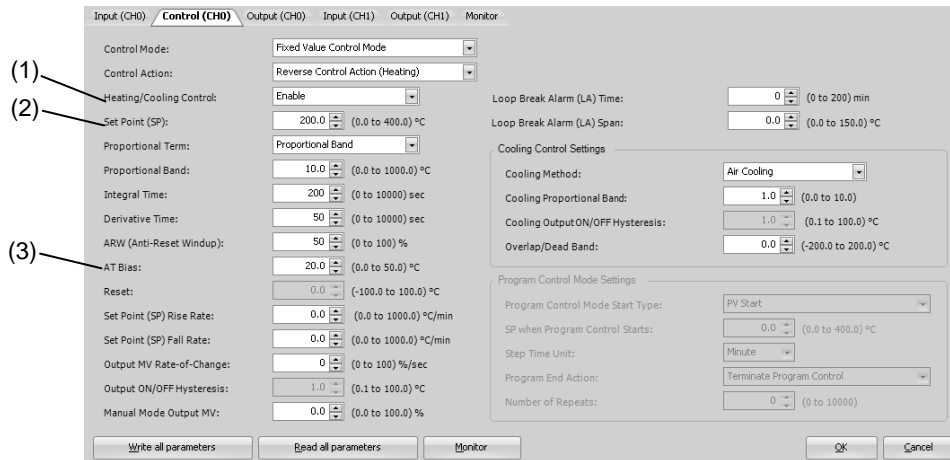 Input (CH0) Control (CH0) Output (CH0) Input (CH1) Output (CH1) Monitor
Control Mode: Fixed Value Control Mode
Control Action: Reverse Control Action (Heating)
(1) Heating/Cooling Control: Enable
(2) Set Point (SP): 200.0 (0.0 to 400.0) °C
Proportional Term: Proportional Band
Proportional Band: 10.0 (0.0 to 1000.0) °C
Integral Time: 200 (0 to 10000) sec
Derivative Time: 50 (0 to 10000) sec
ARW (Anti-Reset Windup): 50 (0 to 100) %
(3) AT Bias: 20.0 (0.0 to 50.0) °C
Reset: 0.0 (-100.0 to 100.0) °C
Set Point (SP) Rise Rate: 0.0 (0.0 to 1000.0) °C/min
Set Point (SP) Fall Rate: 0.0 (0.0 to 1000.0) °C/min
Output MV Rate-of-Change: 0 (0 to 100) %/sec
Output ON/OFF Hysteresis: 1.0 (0.1 to 100.0) °C
Manual Mode Output MV: 0.0 (0.0 to 100.0) %
Loop Break Alarm (LA) Time: 0 (0 to 200) min
Loop Break Alarm (LA) Span: 0.0 (0.0 to 150.0) °C
Cooling Control Settings
Cooling Method: Air Cooling
Cooling Proportional Band: 1.0 (0.0 to 10.0)
Cooling OutputON/OFF Hysteresis: 1.0 (0.1 to 100.0) °C
Overlap/Dead Band: 0.0 (-200.0 to 200.0) °C
Program Control Mode Settings
Program Control Mode Start Type: PV Start
SP when Program Control Starts: 0.0 (0.0 to 400.0) °C
Step Time Unit: Minute
Program End Action: Terminate Program Control
Number of Repeats: 0 (0 to 10000)
Write all parameters Read all parameters Monitor OK Cancel